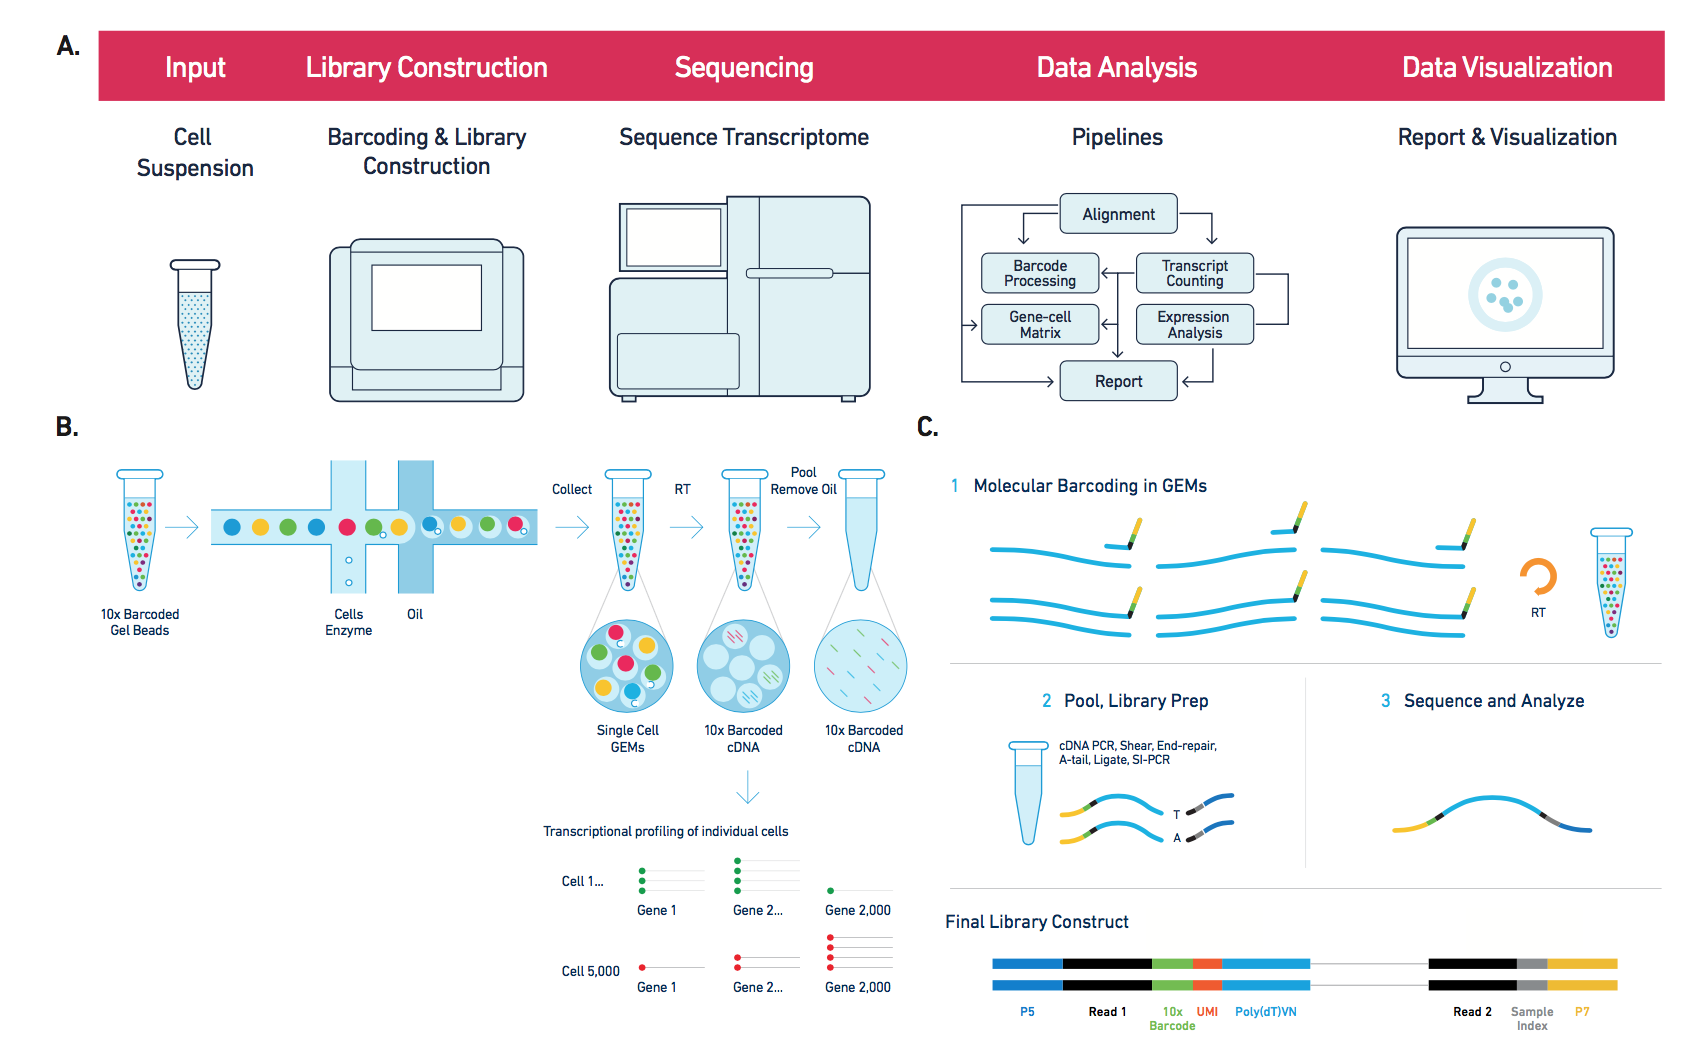 A.
Input
Library Construction
Sequencing
Data Analysis
Data Visualization
Cell
Suspension
Barcoding & Library
Construction
Sequence Transcriptome
Pipelines
Report & Visualization
Alignment
Barcode
Processing
Transcript
Counting
Gene-cell
Matrix
Expression
Analysis
Report
B.
10x Barcoded
Gel Beads
Cells
Enzyme
Oil
Collect
RT
Pool
Remove Oil
Single Cell
GEMs
10x Barcoded
cDNA
10x Barcoded
cDNA
Transcriptional profiling of individual cells
Cell 1...
Gene 1
Gene 2...
Gene 2,000
Cell 5,000
Gene 1
Gene 2...
Gene 2,000
C.
1 Molecular Barcoding in GEMs
RT
2 Pool, Library Prep
cDNA PCR, Shear, End-repair,
A-tail, Ligate, SI-PCR
T
A
3 Sequence and Analyze
Final Library Construct
P5
Read 1
10x
Barcode
UMI
Poly(dT)VN
Read 2
Sample
Index
P7